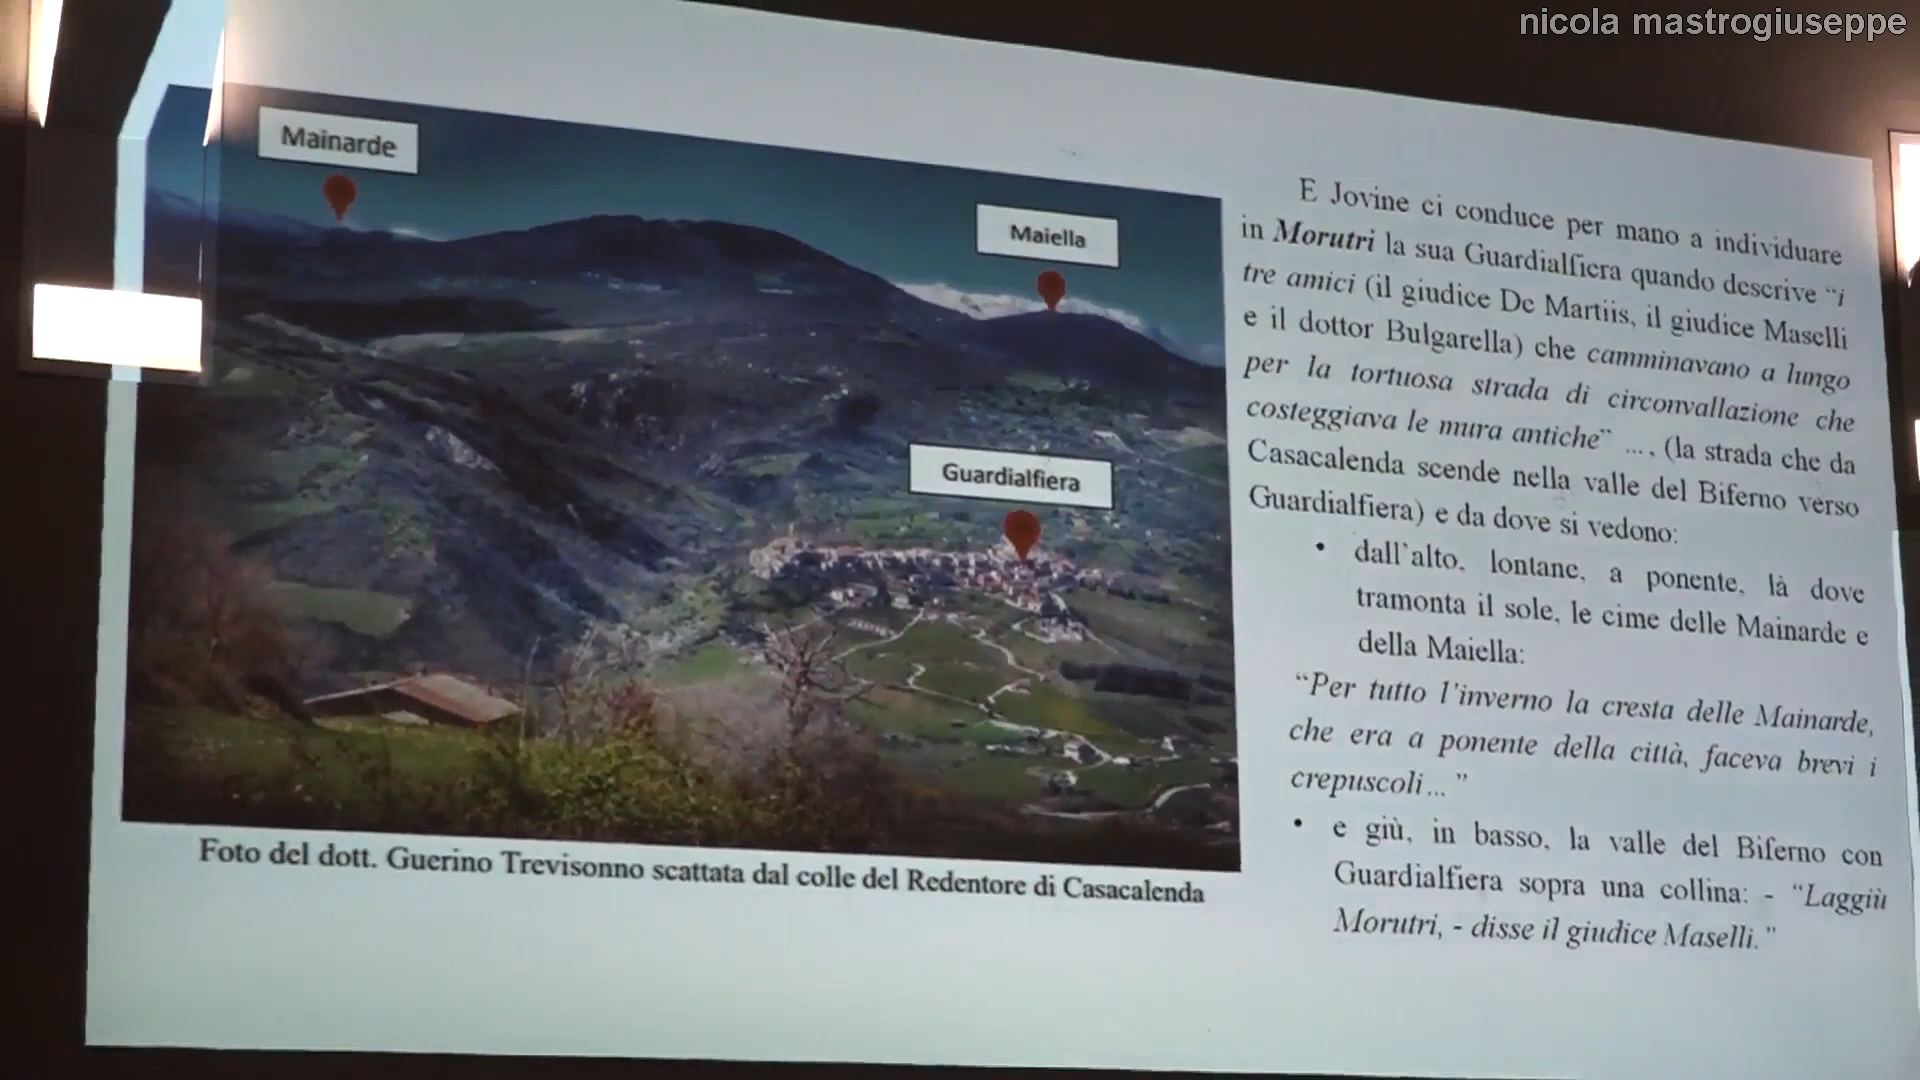 nicola mastrogiuseppe
Mainarde
Maiella
Guardialfiera
Foto del dott. Guerino Trevisonno scattata dal colle del Redentore di Casacalenda
E Jovine ci conduce per mano a individuare
in Morutri la sua Guardialfiera quando descrive “i
tre amici (il giudice De Martiis, il giudice Maselli
e il dottor Bulgarella) che camminavano a lungo
per la tortuosa strada di circonvallazione che
costeggiava le mura antiche” ..., (la strada che da
Casacalenda scende nella valle del Biferno verso
Guardialfiera) e da dove si vedono:
• dall’alto, lontane, a ponente, là dove
tramonta il sole, le cime delle Mainarde e
della Maiella:
“Per tutto l’inverno la cresta delle Mainarde,
che era a ponente della città, faceva brevi i
crepuscoli...”
• e giù, in basso, la valle del Biferno con
Guardialfiera sopra una collina: - “Laggiù
Morutri, - disse il giudice Maselli.”